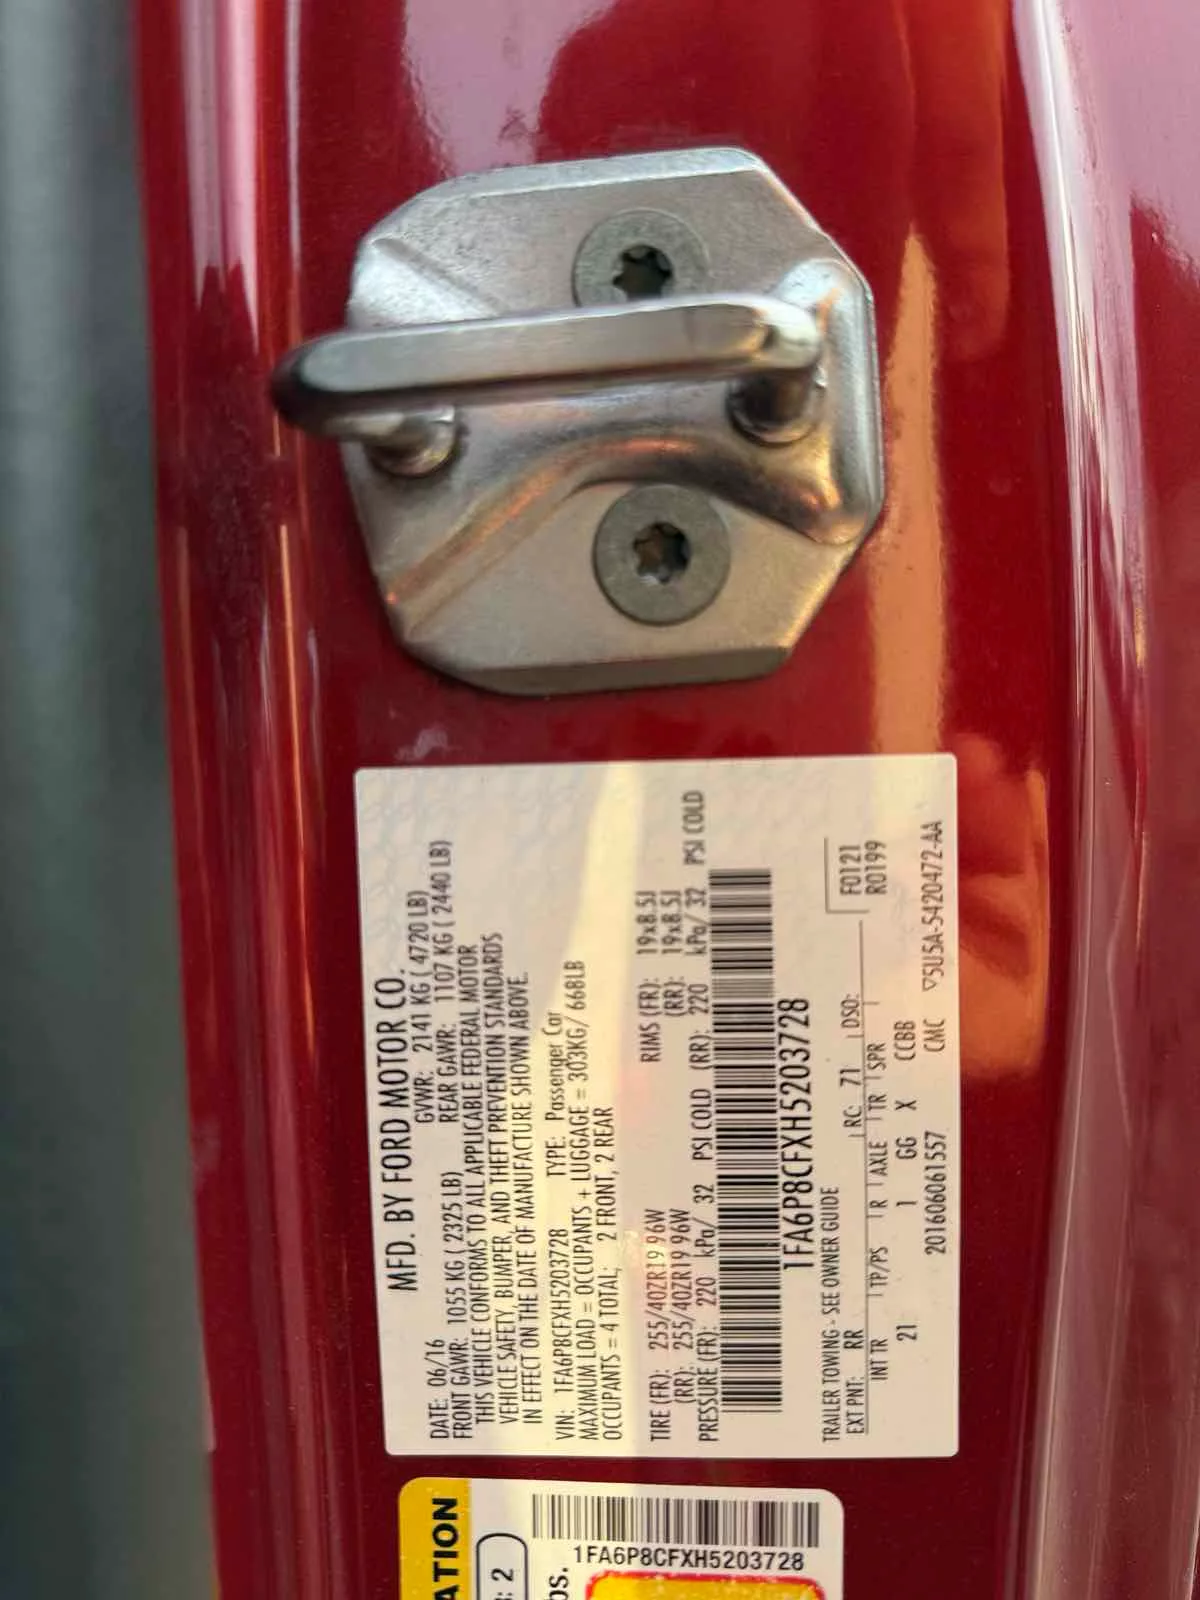 MFD. BY FORD MOTOR CO.
DATE: 06/16 GVWR: 2141 KG ( 4720 LB)
FRONT GAWR: 1055 KG ( 2325 LB) REAR GAWR: 1107 KG ( 2440 LB)
THIS VEHICLE CONFORMS TO ALL APPLICABLE FEDERAL MOTOR
VEHICLE SAFETY, BUMPER, AND THEFT PREVENTION STANDARDS
IN EFFECT ON THE DATE OF MANUFACTURE SHOWN ABOVE.
VIN: 1FA6P8CFXH5203728 TYPE: Passenger Car
MAXIMUM LOAD = OCCUPANTS + LUGGAGE = 303KG / 668LB
OCCUPANTS = 4 TOTAL, 2 FRONT, 2 REAR
TIRE (FR): 255/40ZR19 96W RIMS (FR): 19x8.5J
(RR): 255/40ZR19 96W (RR): 19x8.5J
PRESSURE (FR): 220 kPa/ 32 PSI COLD (RR): 220 kPa/ 32 PSI COLD
1FA6P8CFXH5203728
TRAILER TOWING - SEE OWNER GUIDE F0121
EXT PNT: RR RC: 71 DSO: R0199
INT TR TP/PS R AXLE TR SPR
21 1 GG X CCBB
201606061557 CMC ▽5U5A-5420472-AA
ATION
: 2
1FA6P8CFXH5203728
bs.